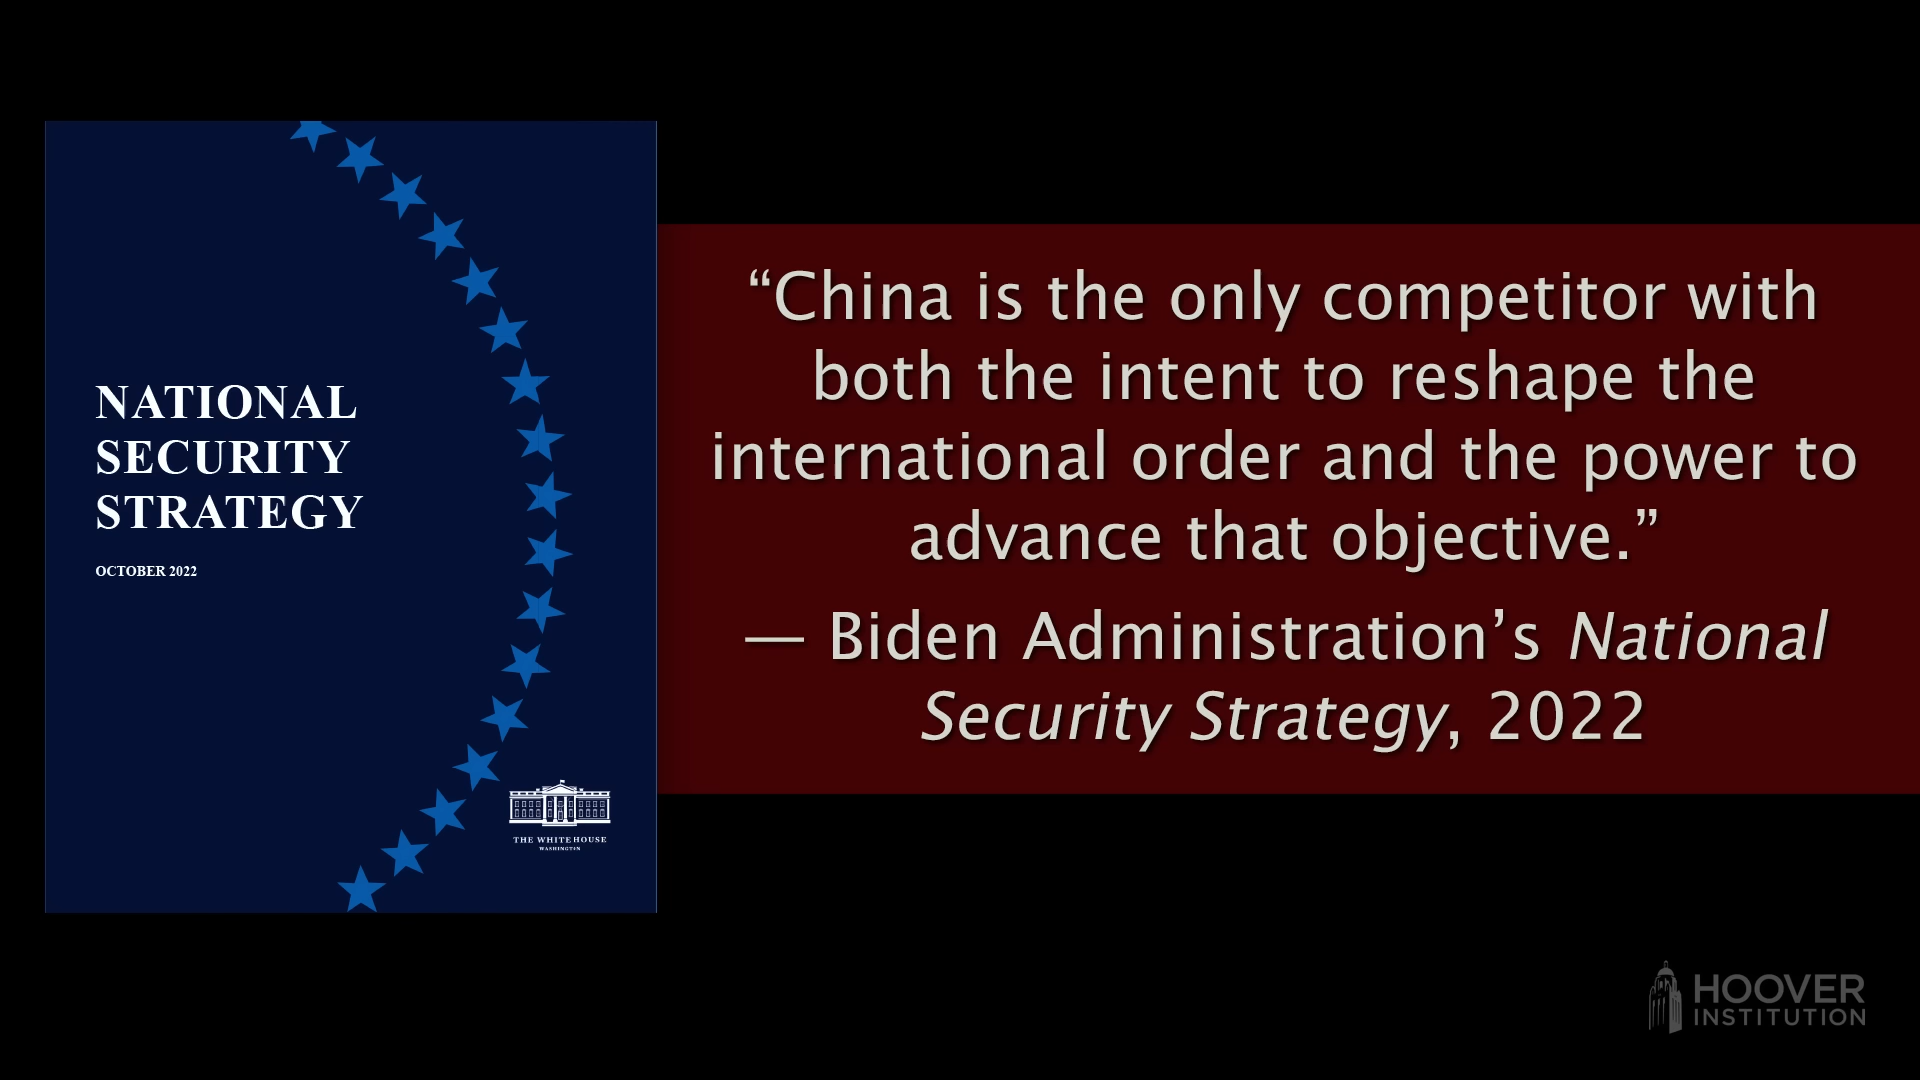 NATIONAL
SECURITY
STRATEGY
OCTOBER 2022
THE WHITE HOUSE
WASHINGTON
“China is the only competitor with
both the intent to reshape the
international order and the power to
advance that objective.”
— Biden Administration’s National
Security Strategy, 2022
HOOVER
INSTITUTION